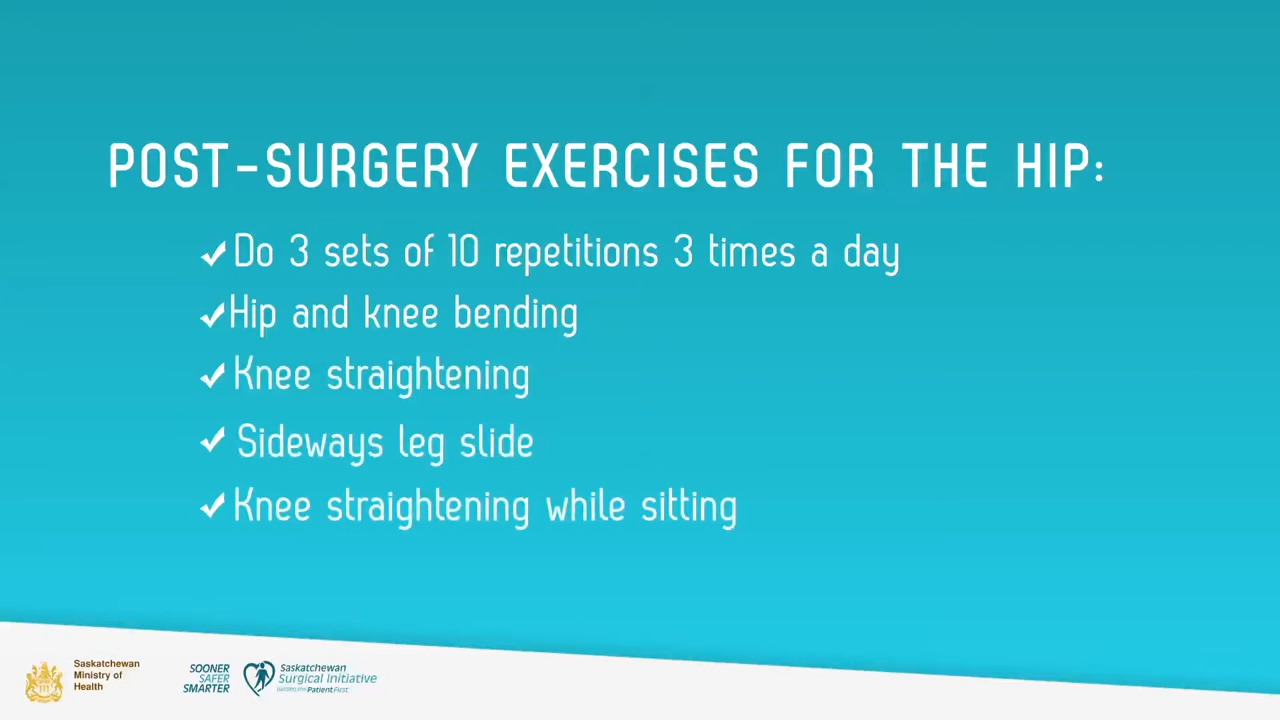 POST-SURGERY EXERCISES FOR THE HIP:
Do 3 sets of 10 repetitions 3 times a day
Hip and knee bending
Knee straightening
Sideways leg slide
Knee straightening while sitting
Saskatchewan
Ministry of
Health
SOONER
SAFER
SMARTER
Saskatchewan
Surgical Initiative
Patient First